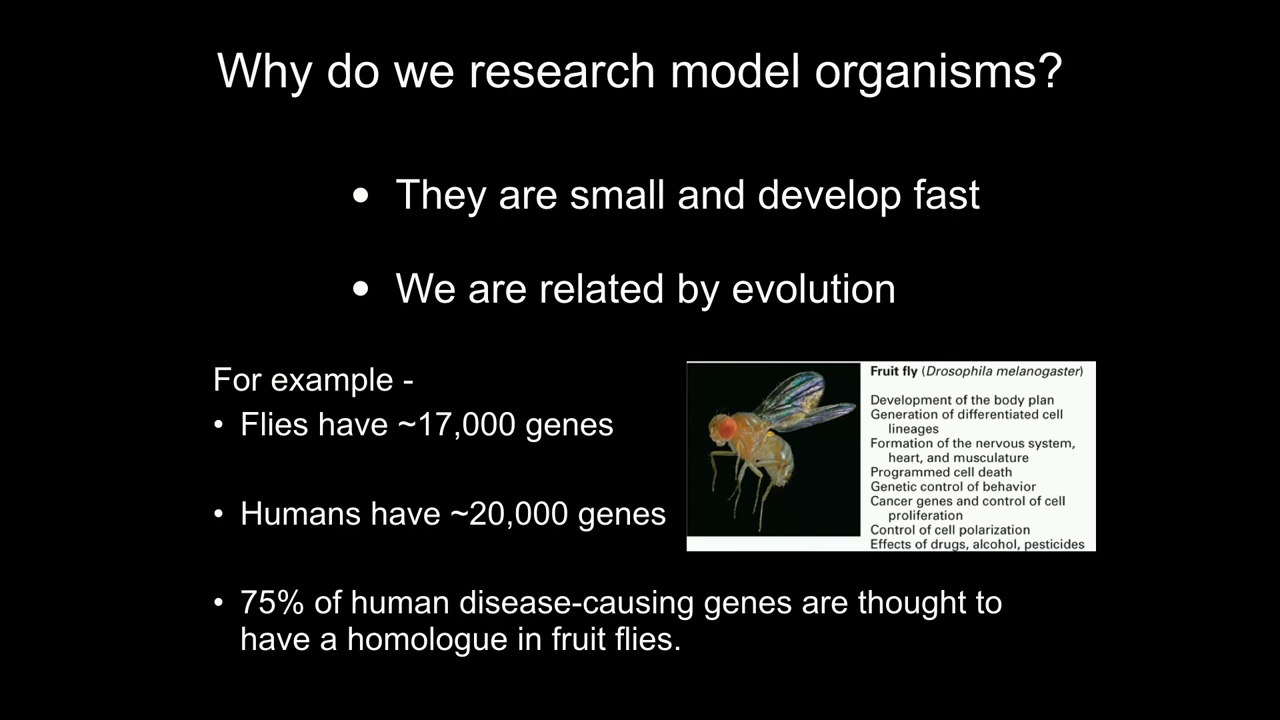 Why do we research model organisms?
• They are small and develop fast
• We are related by evolution
For example -
• Flies have ~17,000 genes
• Humans have ~20,000 genes
• 75% of human disease-causing genes are thought to
have a homologue in fruit flies.
Fruit fly (Drosophila melanogaster)
Development of the body plan
Generation of differentiated cell
lineages
Formation of the nervous system,
heart, and musculature
Programmed cell death
Genetic control of behavior
Cancer genes and control of cell
proliferation
Control of cell polarization
Effects of drugs, alcohol, pesticides